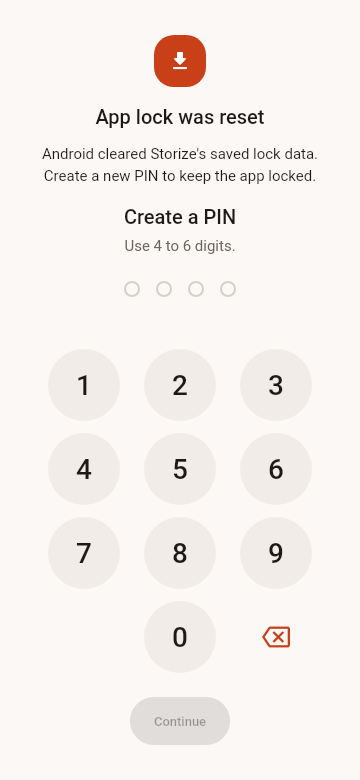 App lock was reset
Android cleared Storize's saved lock data.
Create a new PIN to keep the app locked.
Create a PIN
Use 4 to 6 digits.
1 2 3
4 5 6
7 8 9
0
Continue